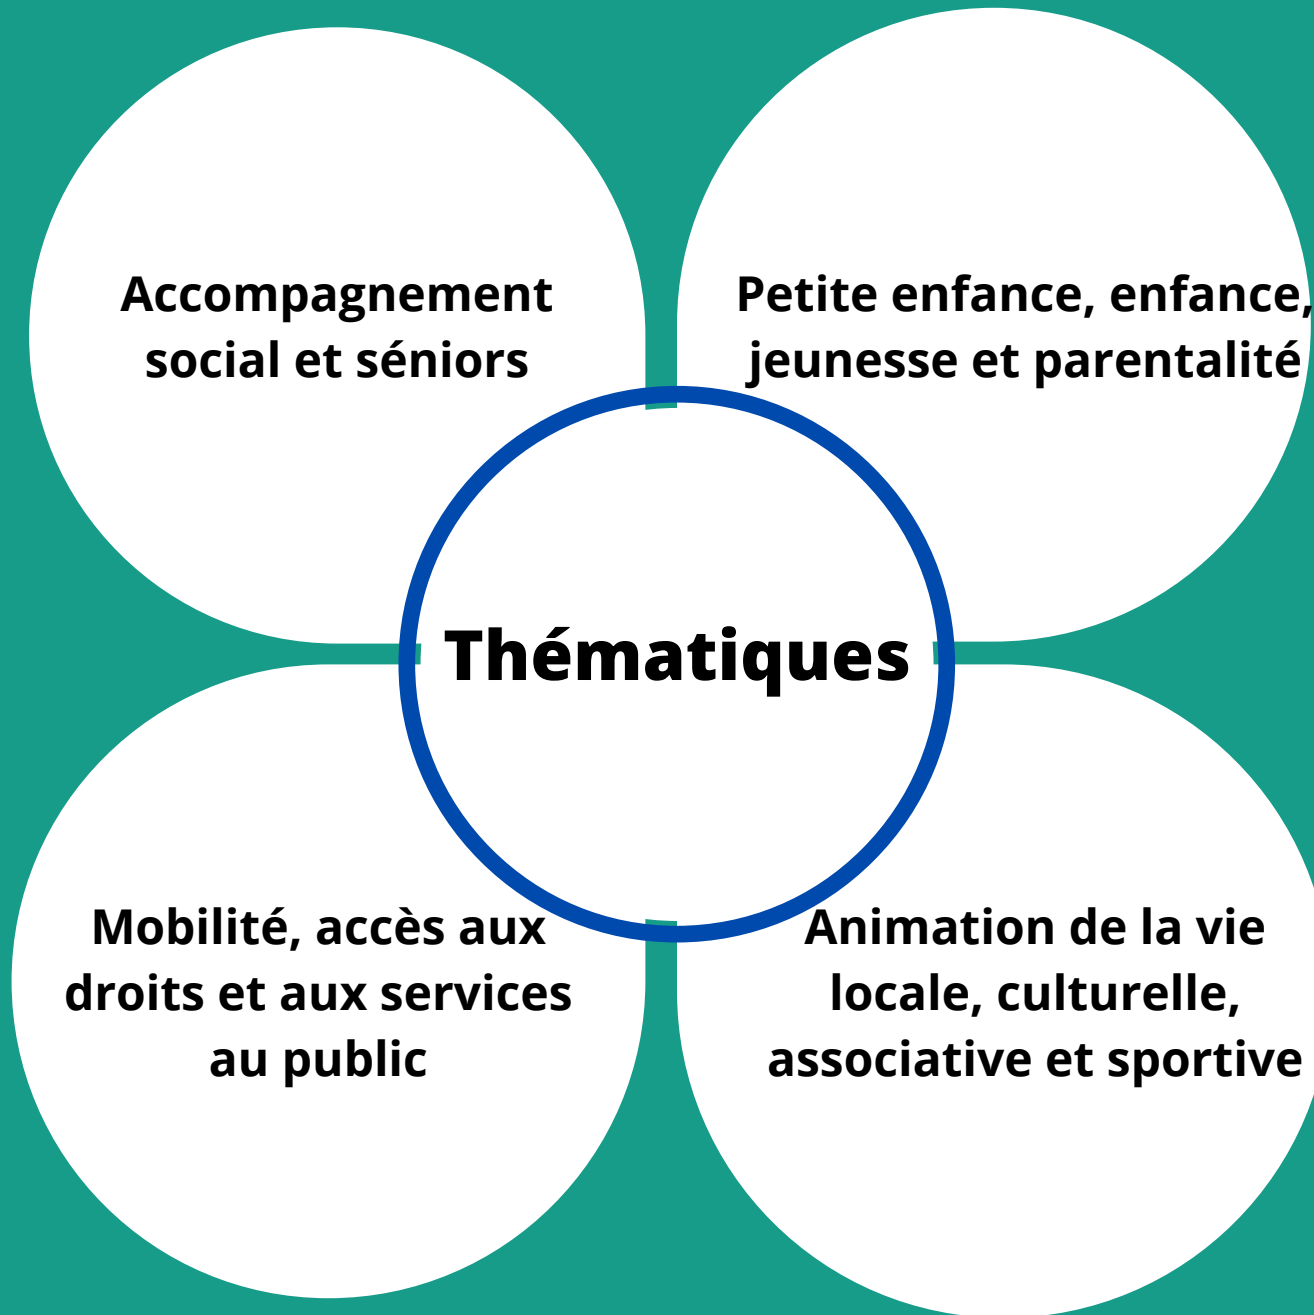 Accompagnement
social et séniors
Petite enfance, enfance,
jeunesse et parentalité
Thématiques
Mobilité, accès aux
droits et aux services
au public
Animation de la vie
locale, culturelle,
associative et sportive